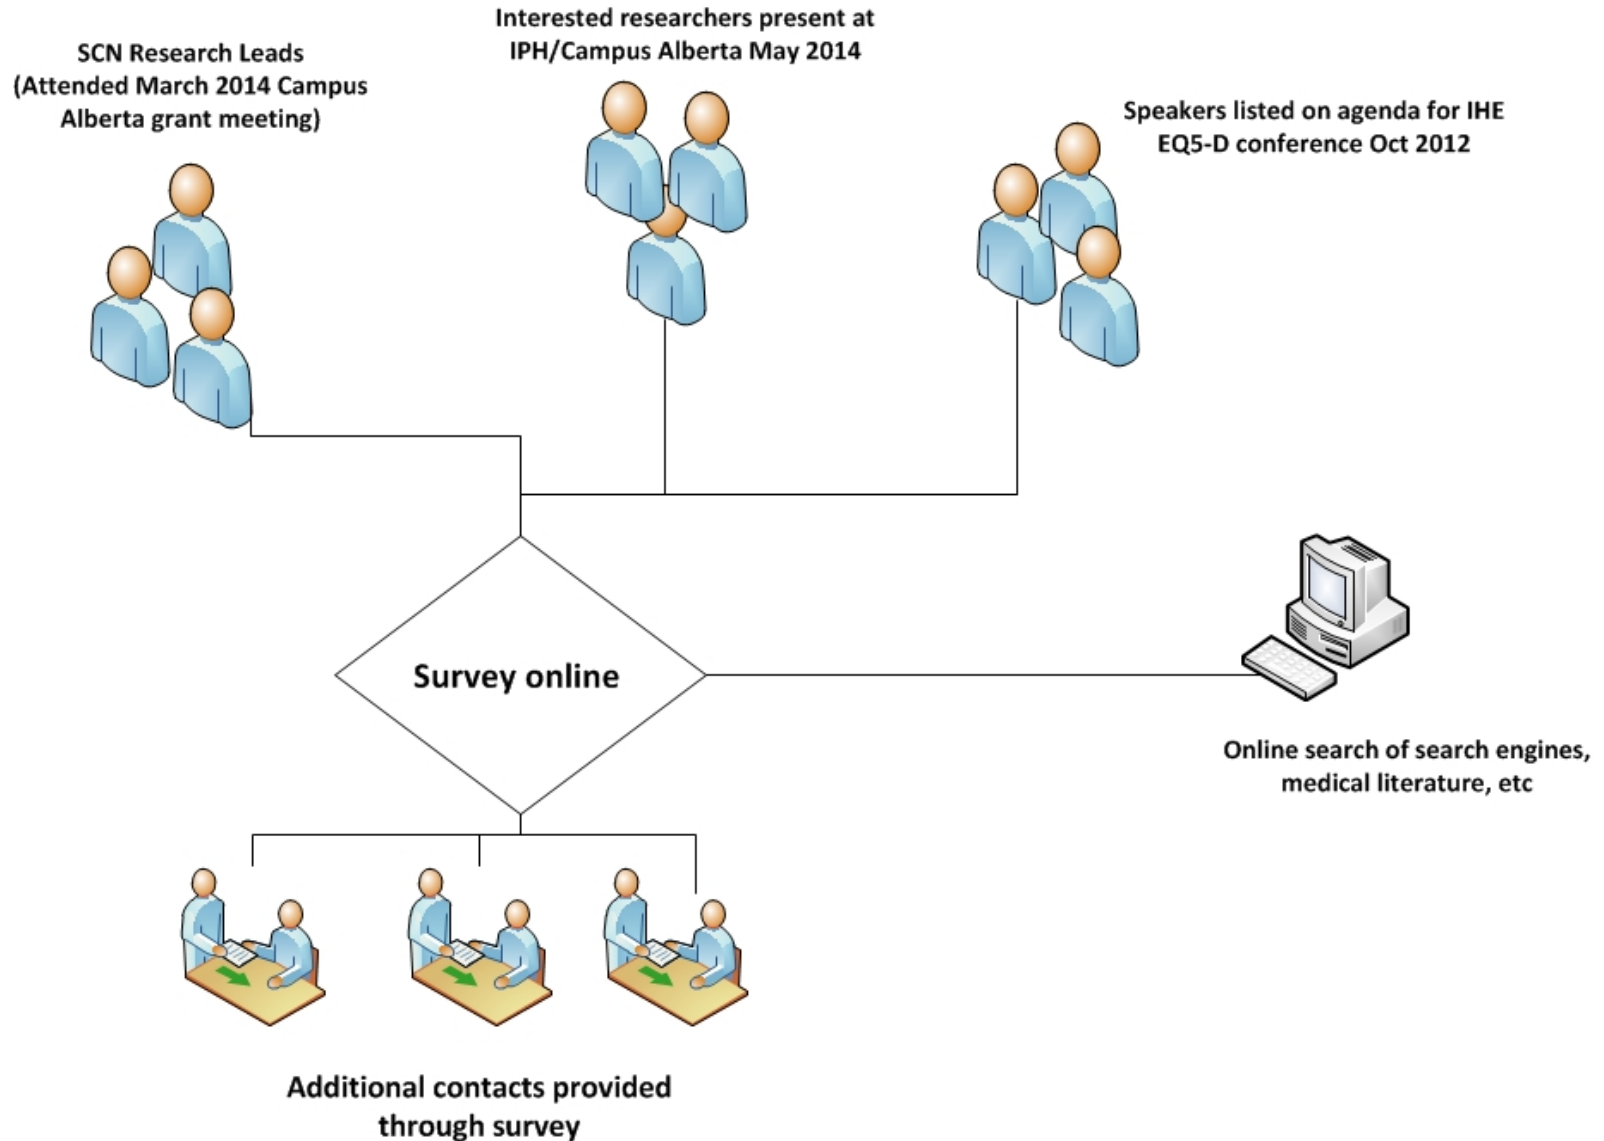 SCN Research Leads
(Attended March 2014 Campus
Alberta grant meeting)
Interested researchers present at
IPH/Campus Alberta May 2014
Speakers listed on agenda for IHE
EQ5-D conference Oct 2012
Survey online
Online search of search engines,
medical literature, etc
Additional contacts provided
through survey